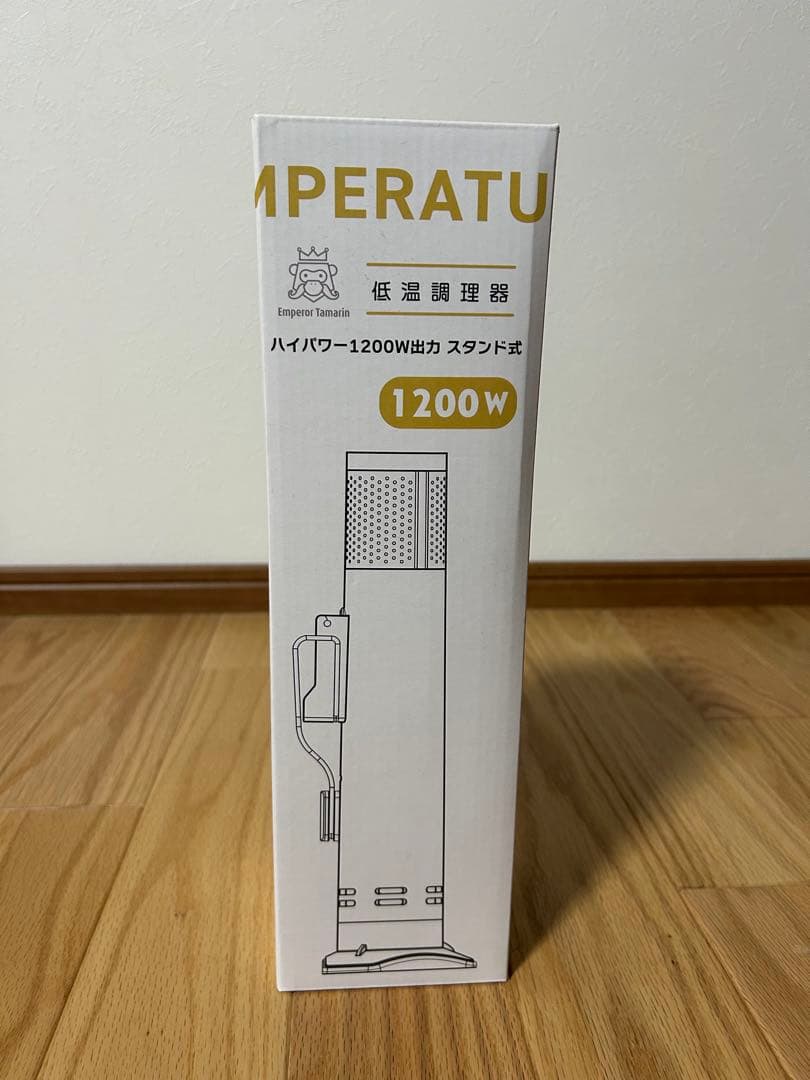 MPERATU
Emperor Tamarin
低温調理器
ハイパワー1200W出力 スタンド式
1200W